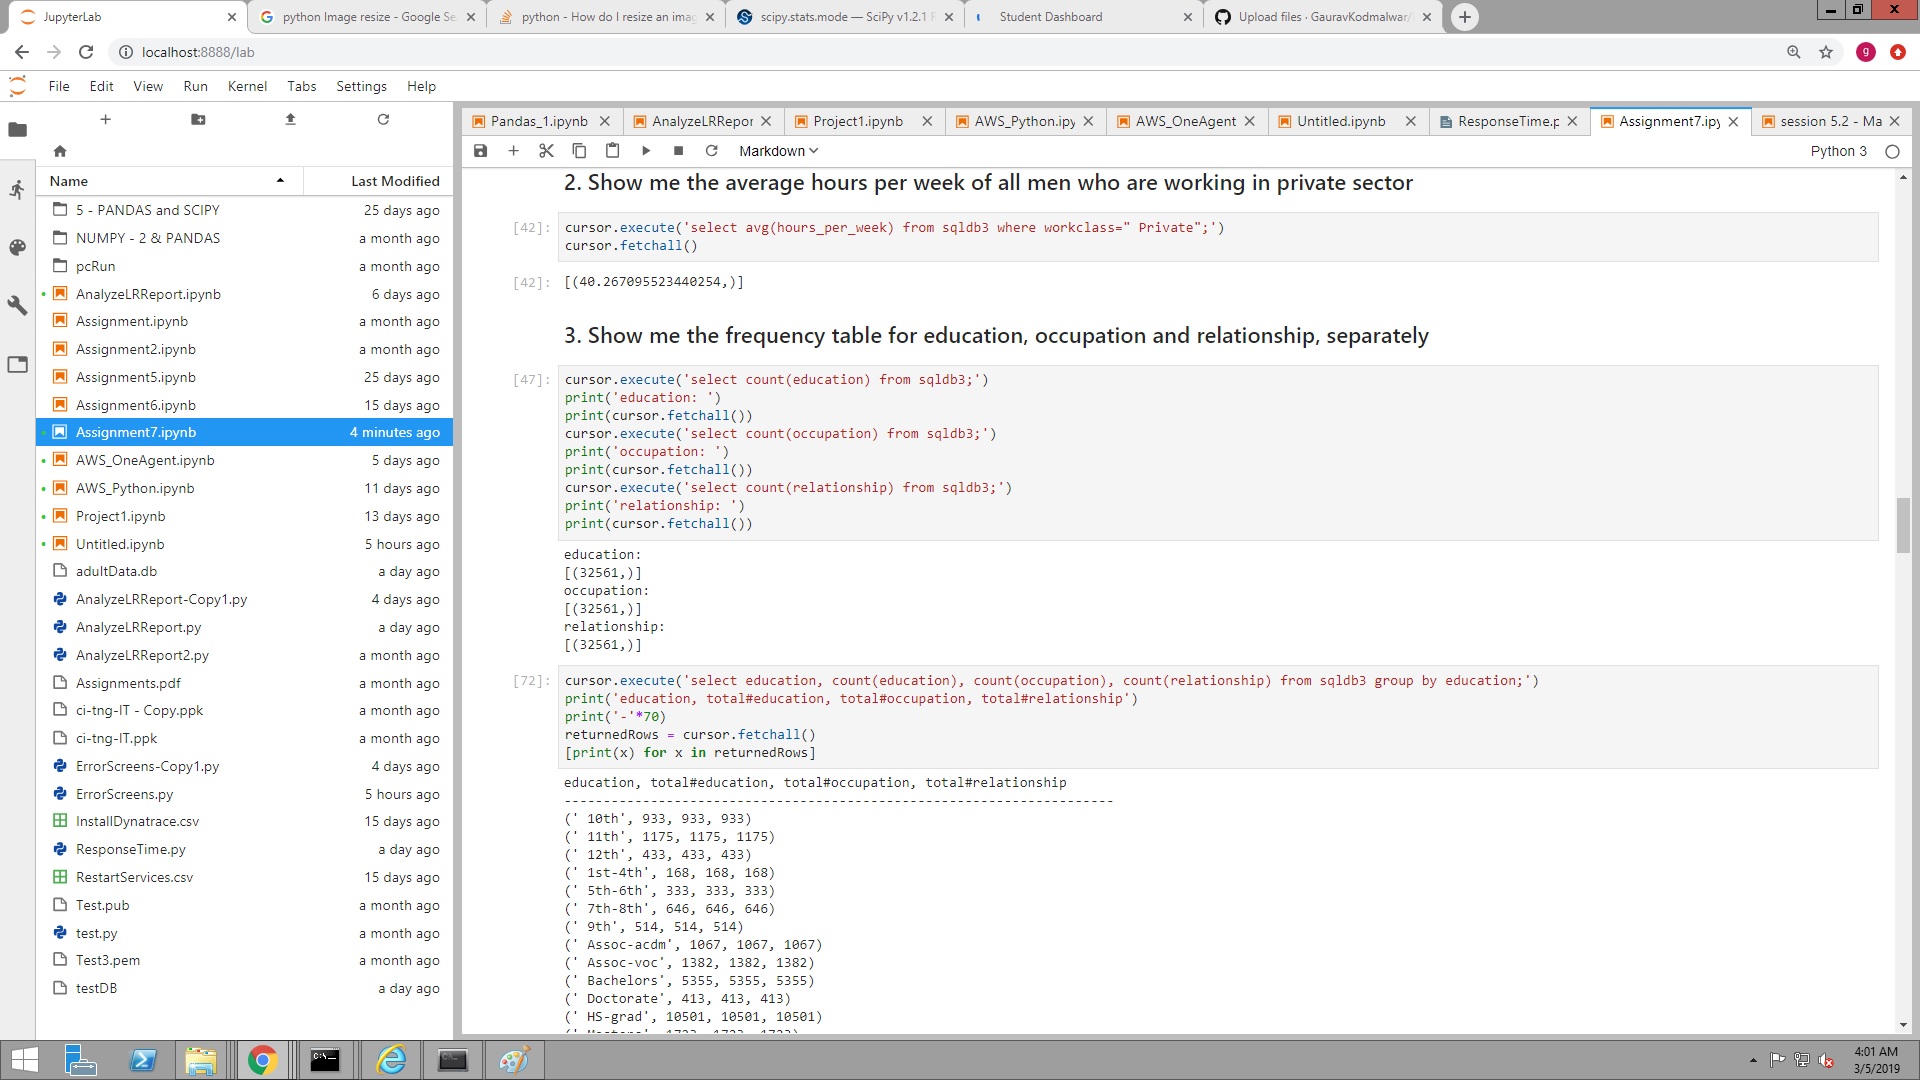 JupyterLab
python Image resize - Google Se
python - How do I resize an imag
scipy.stats.mode — SciPy v1.2.1 R
Student Dashboard
Upload files · GauravKodmalwar/
localhost:8888/lab
g
File Edit View Run Kernel Tabs Settings Help
Pandas_1.ipynb
AnalyzeLRRepor
Project1.ipynb
AWS_Python.ipy
AWS_OneAgent
Untitled.ipynb
ResponseTime.p
Assignment7.ipy
session 5.2 - Ma
Markdown
Python 3
Name Last Modified
5 - PANDAS and SCIPY 25 days ago
NUMPY - 2 & PANDAS a month ago
pcRun a month ago
AnalyzeLRReport.ipynb 6 days ago
Assignment.ipynb a month ago
Assignment2.ipynb a month ago
Assignment5.ipynb 25 days ago
Assignment6.ipynb 15 days ago
Assignment7.ipynb 4 minutes ago
AWS_OneAgent.ipynb 5 days ago
AWS_Python.ipynb 11 days ago
Project1.ipynb 13 days ago
Untitled.ipynb 5 hours ago
adultData.db a day ago
AnalyzeLRReport-Copy1.py 4 days ago
AnalyzeLRReport.py a day ago
AnalyzeLRReport2.py a month ago
Assignments.pdf a month ago
ci-tng-IT - Copy.ppk a month ago
ci-tng-IT.ppk a month ago
ErrorScreens-Copy1.py 4 days ago
ErrorScreens.py 5 hours ago
InstallDynatrace.csv 15 days ago
ResponseTime.py a day ago
RestartServices.csv 15 days ago
Test.pub a month ago
test.py a month ago
Test3.pem a month ago
testDB a day ago
2. Show me the average hours per week of all men who are working in private sector
[42]: cursor.execute('select avg(hours_per_week) from sqldb3 where workclass=" Private";')
cursor.fetchall()
[42]: [(40.267095523440254,)]
3. Show me the frequency table for education, occupation and relationship, separately
[47]: cursor.execute('select count(education) from sqldb3;')
print('education: ')
print(cursor.fetchall())
cursor.execute('select count(occupation) from sqldb3;')
print('occupation: ')
print(cursor.fetchall())
cursor.execute('select count(relationship) from sqldb3;')
print('relationship: ')
print(cursor.fetchall())
education:
[(32561,)]
occupation:
[(32561,)]
relationship:
[(32561,)]
[72]: cursor.execute('select education, count(education), count(occupation), count(relationship) from sqldb3 group by education;')
print('education, total#education, total#occupation, total#relationship')
print('-'*70)
returnedRows = cursor.fetchall()
[print(x) for x in returnedRows]
education, total#education, total#occupation, total#relationship
----------------------------------------------------------------------
(' 10th', 933, 933, 933)
(' 11th', 1175, 1175, 1175)
(' 12th', 433, 433, 433)
(' 1st-4th', 168, 168, 168)
(' 5th-6th', 333, 333, 333)
(' 7th-8th', 646, 646, 646)
(' 9th', 514, 514, 514)
(' Assoc-acdm', 1067, 1067, 1067)
(' Assoc-voc', 1382, 1382, 1382)
(' Bachelors', 5355, 5355, 5355)
(' Doctorate', 413, 413, 413)
(' HS-grad', 10501, 10501, 10501)
(' Masters', 1723, 1723, 1723)
4:01 AM
3/5/2019